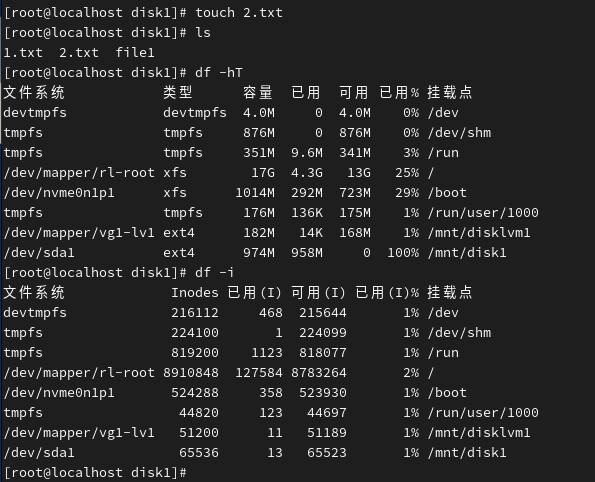 [root@localhost disk1]# touch 2.txt
[root@localhost disk1]# ls
1.txt  2.txt  file1
[root@localhost disk1]# df -hT
文件系统 类型 容量 已用 可用 已用% 挂载点
devtmpfs devtmpfs 4.0M 0 4.0M 0% /dev
tmpfs tmpfs 876M 0 876M 0% /dev/shm
tmpfs tmpfs 351M 9.6M 341M 3% /run
/dev/mapper/rl-root xfs 17G 4.3G 13G 25% /
/dev/nvme0n1p1 xfs 1014M 292M 723M 29% /boot
tmpfs tmpfs 176M 136K 175M 1% /run/user/1000
/dev/mapper/vg1-lv1 ext4 182M 14K 168M 1% /mnt/disklvm1
/dev/sda1 ext4 974M 958M 0 100% /mnt/disk1
[root@localhost disk1]# df -i
文件系统 Inodes 已用(I) 可用(I) 已用(I)% 挂载点
devtmpfs 216112 468 215644 1% /dev
tmpfs 224100 1 224099 1% /dev/shm
tmpfs 819200 1123 818077 1% /run
/dev/mapper/rl-root 8910848 127584 8783264 2% /
/dev/nvme0n1p1 524288 358 523930 1% /boot
tmpfs 44820 123 44697 1% /run/user/1000
/dev/mapper/vg1-lv1 51200 11 51189 1% /mnt/disklvm1
/dev/sda1 65536 13 65523 1% /mnt/disk1
[root@localhost disk1]#